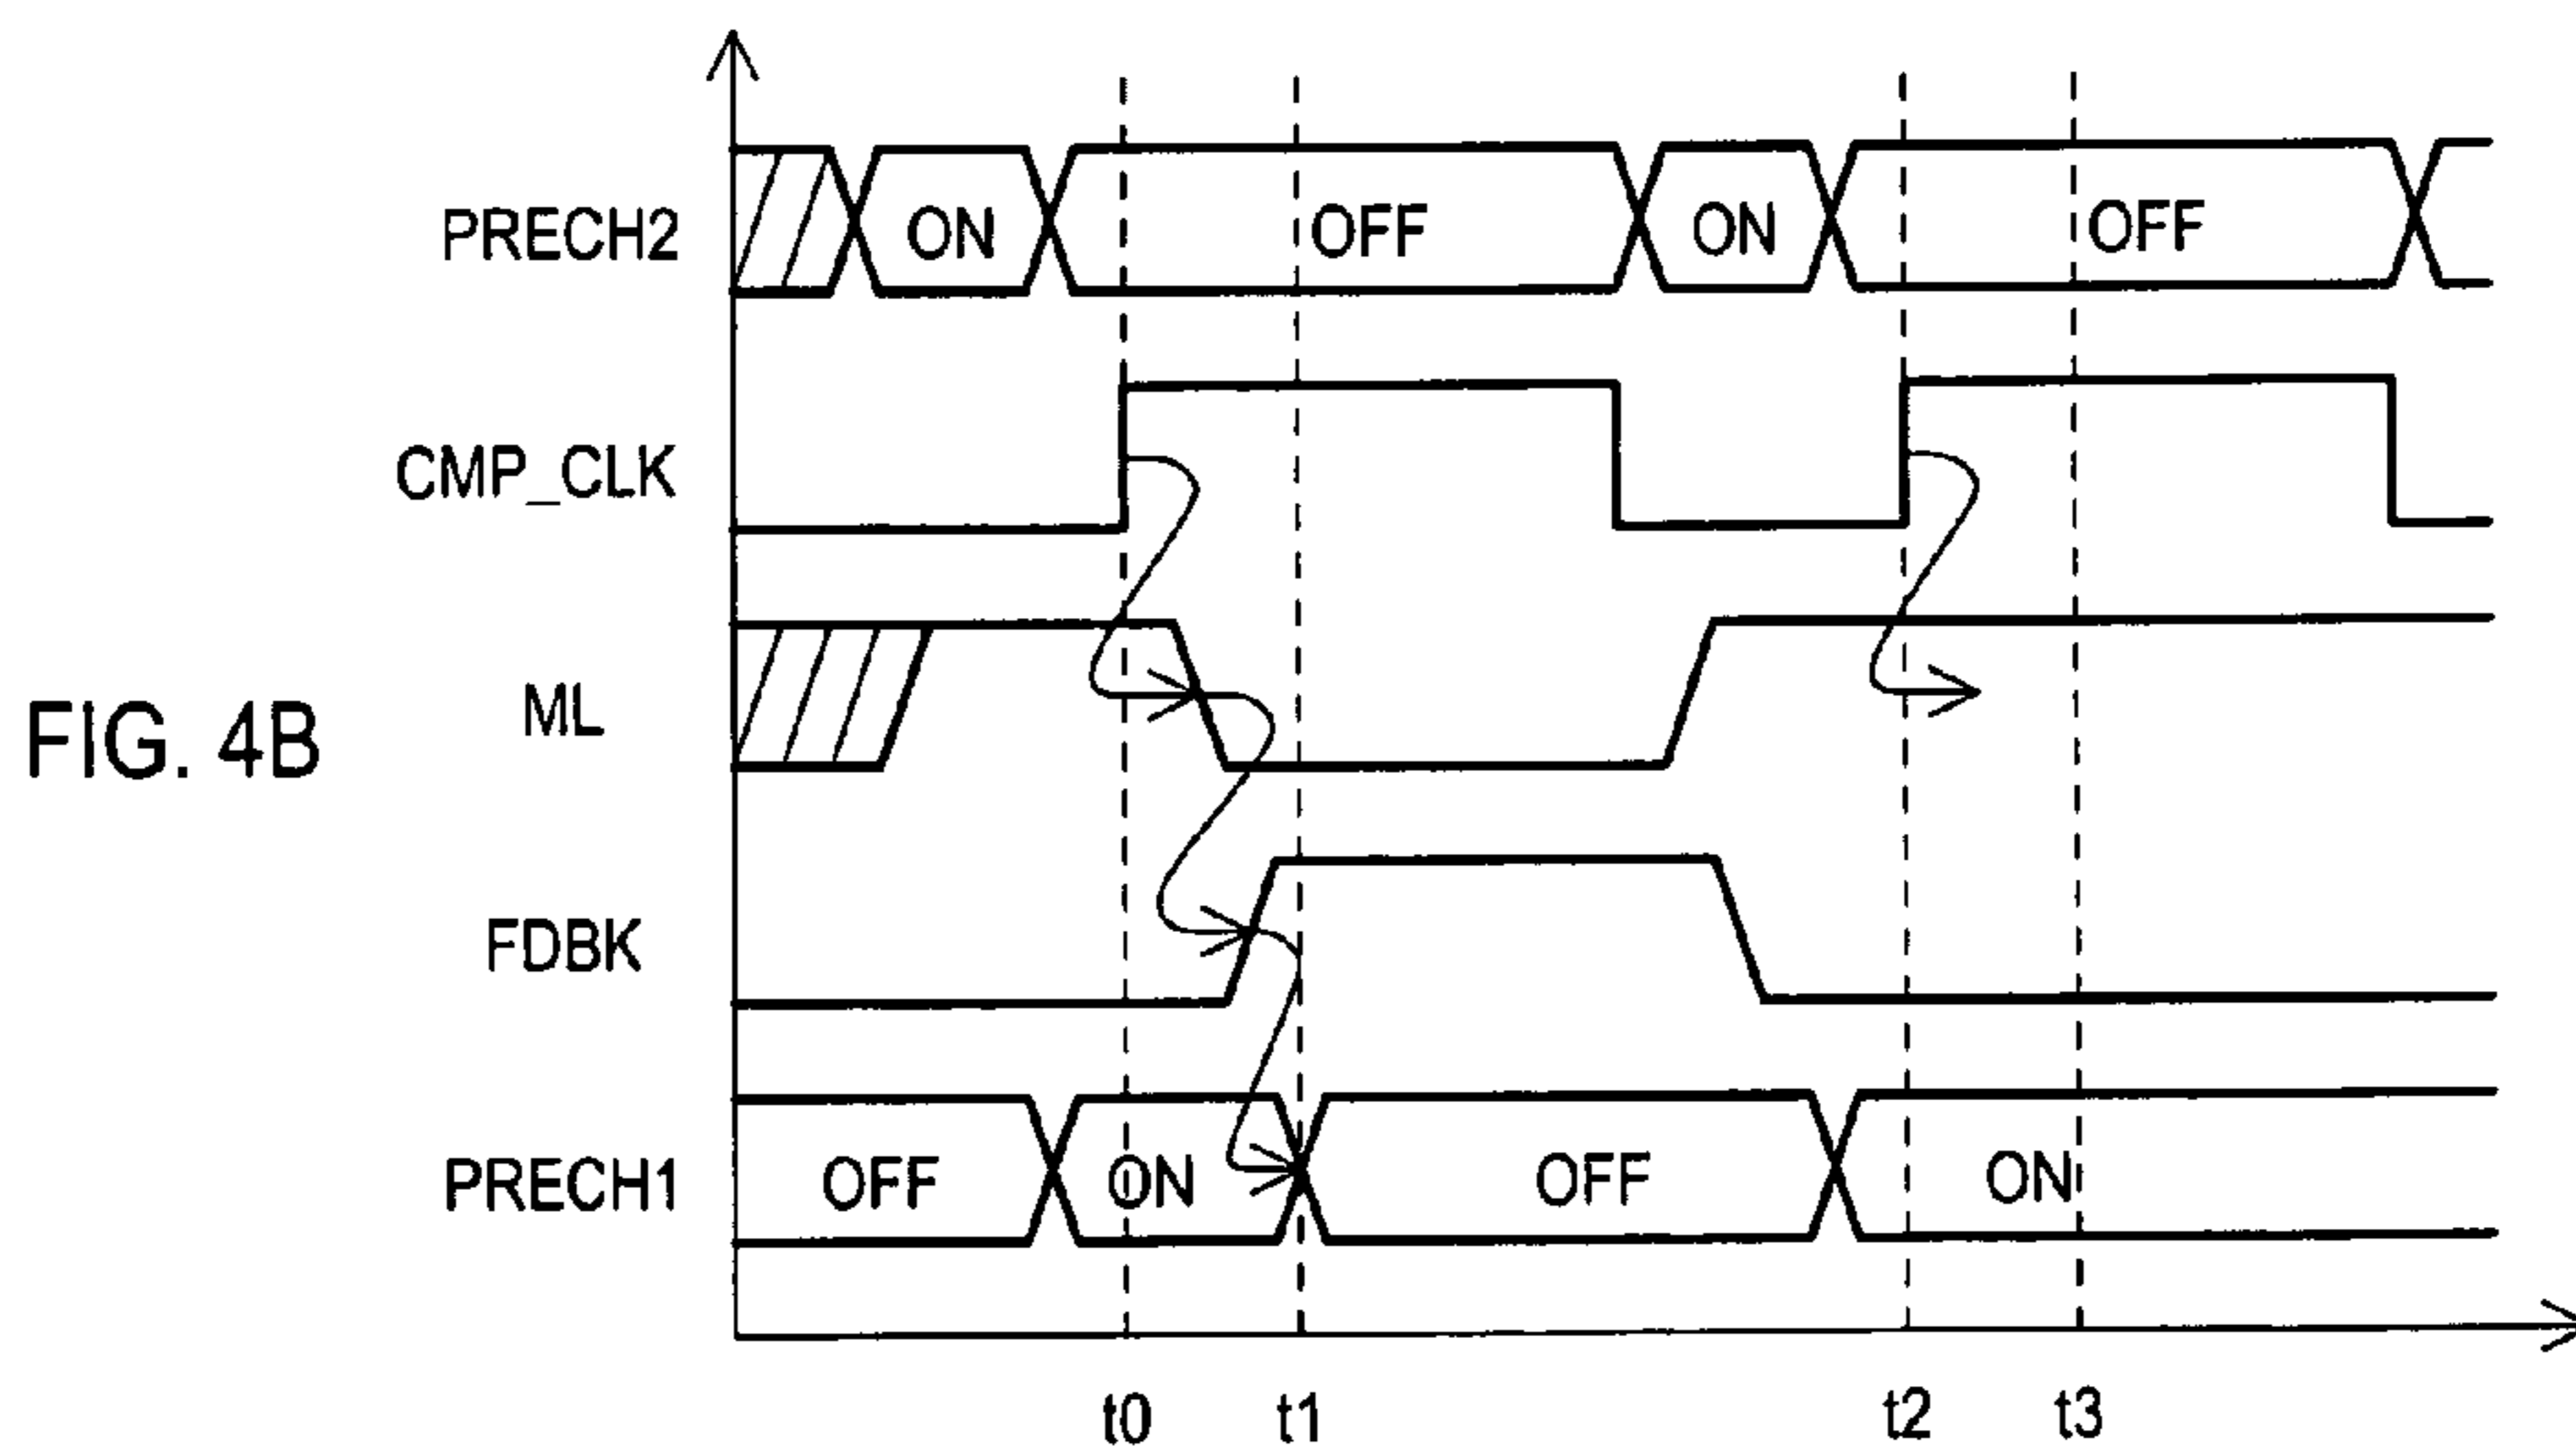 PRECH2 ON OFF ON OFF
CMP_CLK
ML
FIG. 4B
FDBK
PRECH1 OFF ON OFF ON
t0 t1 t2 t3